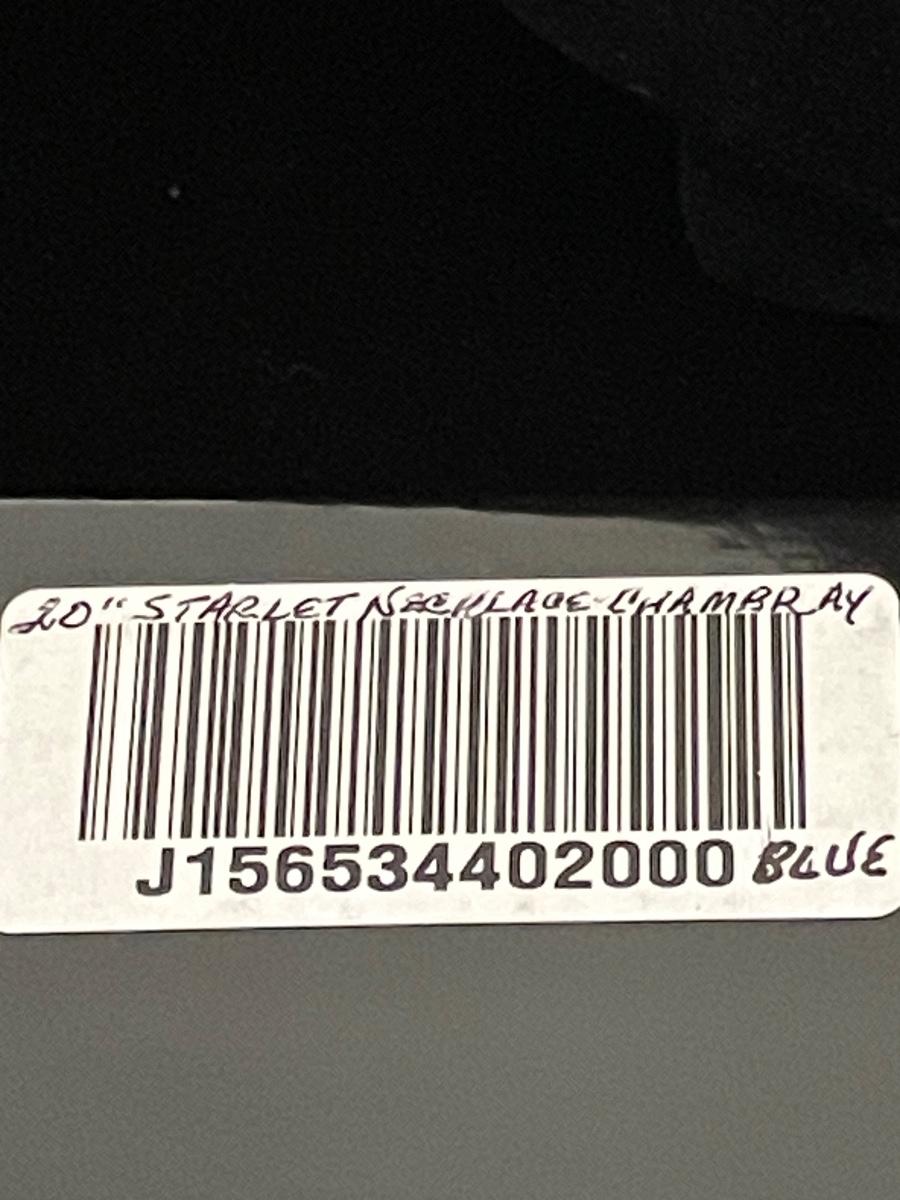 20" STARLET NECKLACE-CHAMBRAY
J156534402000 BLUE